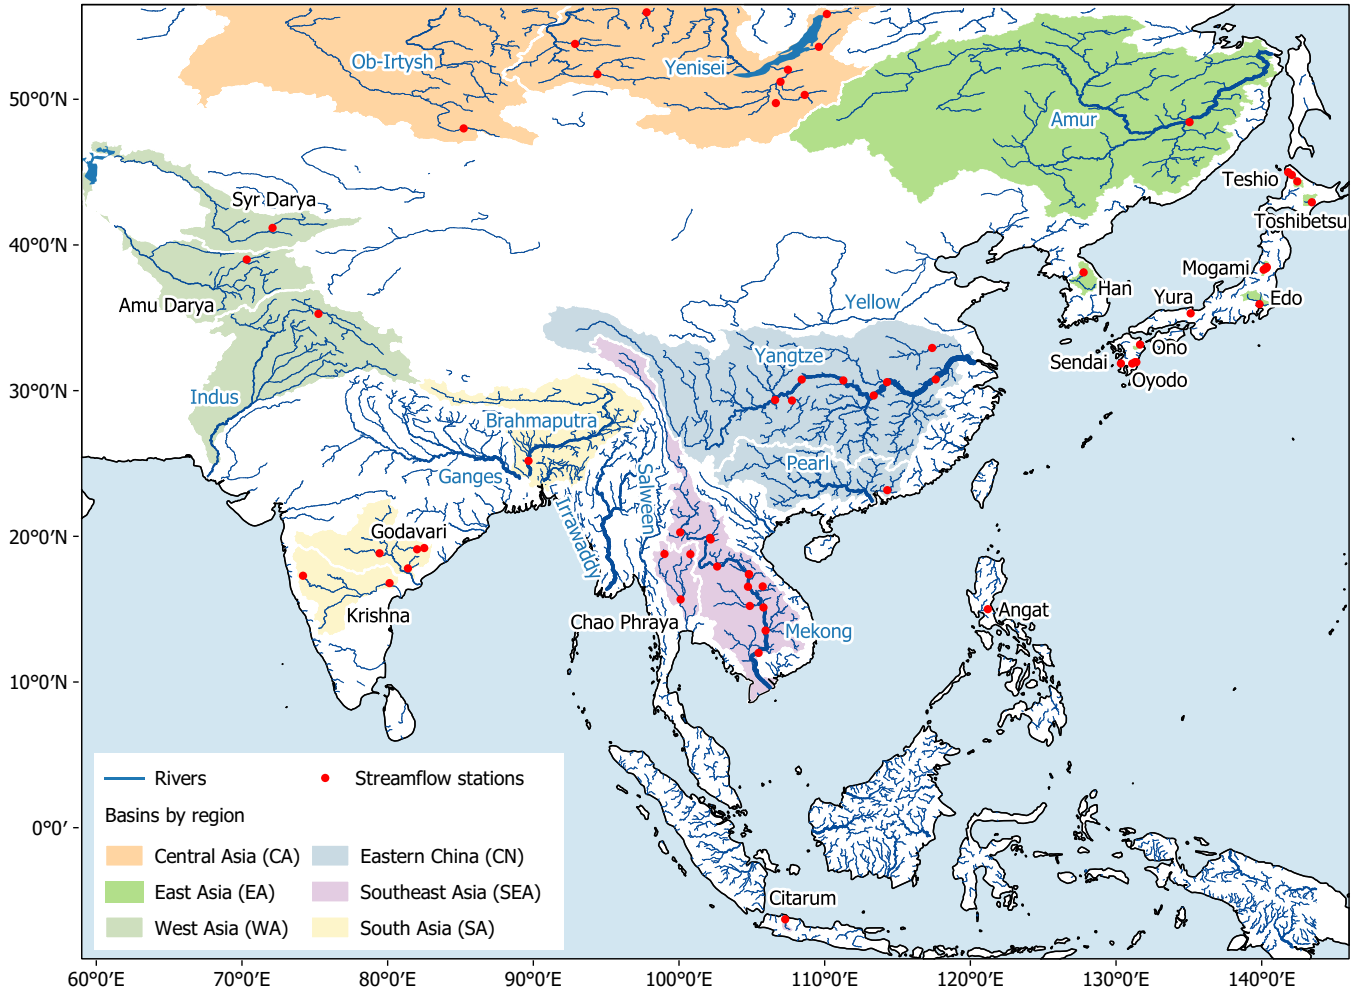 Ob-Irtysh
Yenisei
50°0′N
Amur
Teshio
Syr Darya
Toshibetsu
40°0′N
Mogami
Amu Darya
Han
Yura
Edo
Yellow
Yangtze
Ono
Sendai
Oyodo
30°0′N
Indus
Brahmaputra
Ganges
Pearl
Salween
Irrawaddy
20°0′N
Godavari
Krishna
Chao Phraya
Mekong
Angat
10°0′N
Rivers
Streamflow stations
Basins by region
0°0′
Central Asia (CA)
Eastern China (CN)
East Asia (EA)
Southeast Asia (SEA)
West Asia (WA)
South Asia (SA)
Citarum
60°0′E
70°0′E
80°0′E
90°0′E
100°0′E
110°0′E
120°0′E
130°0′E
140°0′E